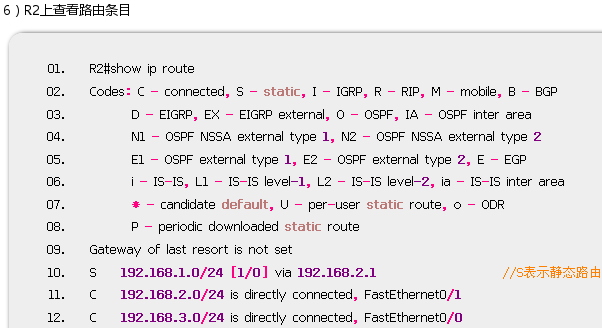 6）R2上查看路由条目
01. R2#show ip route
02. Codes: C - connected, S - static, I - IGRP, R - RIP, M - mobile, B - BGP
03. D - EIGRP, EX - EIGRP external, O - OSPF, IA - OSPF inter area
04. N1 - OSPF NSSA external type 1, N2 - OSPF NSSA external type 2
05. E1 - OSPF external type 1, E2 - OSPF external type 2, E - EGP
06. i - IS-IS, L1 - IS-IS level-1, L2 - IS-IS level-2, ia - IS-IS inter area
07. * - candidate default, U - per-user static route, o - ODR
08. P - periodic downloaded static route
09. Gateway of last resort is not set
10. S 192.168.1.0/24 [1/0] via 192.168.2.1 //S表示静态路由
11. C 192.168.2.0/24 is directly connected, FastEthernet0/1
12. C 192.168.3.0/24 is directly connected, FastEthernet0/0